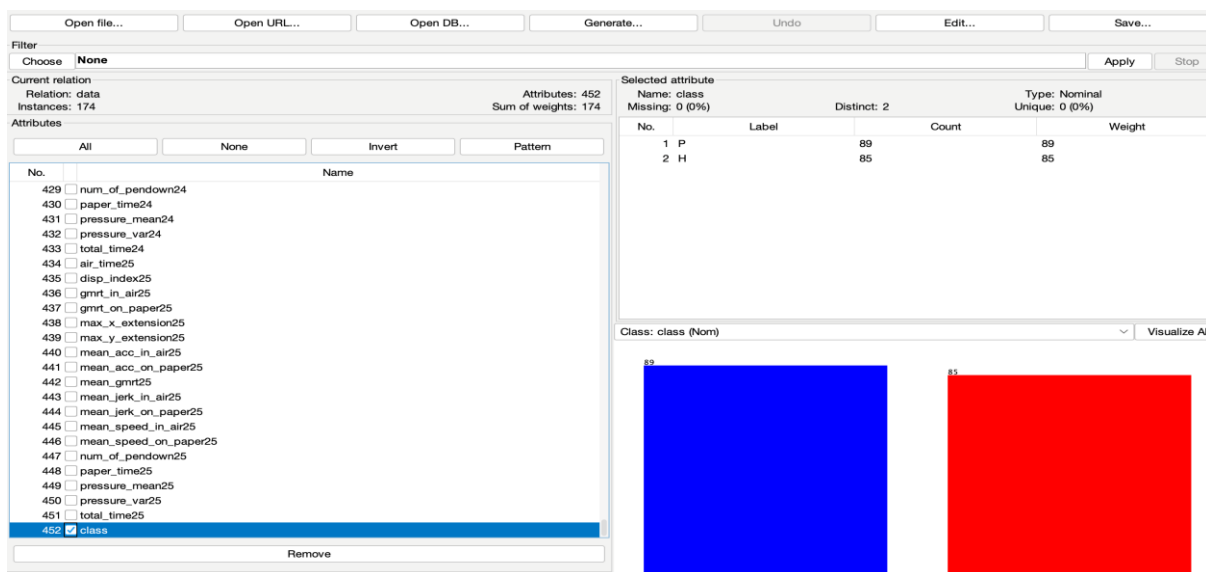 Open file...
Open URL...
Open DB...
Generate...
Undo
Edit...
Save...
Filter
Choose None
Apply
Stop
Current relation
Relation: data
Attributes: 452
Instances: 174
Sum of weights: 174
Attributes
All
None
Invert
Pattern
No. Name
429 num_of_pendown24
430 paper_time24
431 pressure_mean24
432 pressure_var24
433 total_time24
434 air_time25
435 disp_index25
436 gmrt_in_air25
437 gmrt_on_paper25
438 max_x_extension25
439 max_y_extension25
440 mean_acc_in_air25
441 mean_acc_on_paper25
442 mean_gmrt25
443 mean_jerk_in_air25
444 mean_jerk_on_paper25
445 mean_speed_in_air25
446 mean_speed_on_paper25
447 num_of_pendown25
448 paper_time25
449 pressure_mean25
450 pressure_var25
451 total_time25
452 class
Remove
Selected attribute
Name: class
Type: Nominal
Missing: 0 (0%)
Distinct: 2
Unique: 0 (0%)
No. Label Count Weight
1 P 89 89
2 H 85 85
Class: class (Nom)
Visualize Al
89
85